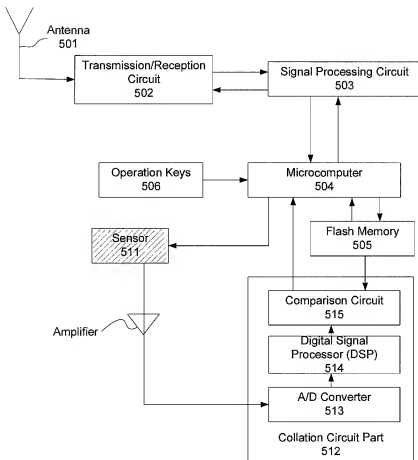 Antenna
501
Transmission/Reception
Circuit
502
Signal Processing Circuit
503
Operation Keys
506
Microcomputer
504
Sensor
511
Flash Memory
505
Comparison Circuit
515
Amplifier
Digital Signal
Processor (DSP)
514
A/D Converter
513
Collation Circuit Part
512